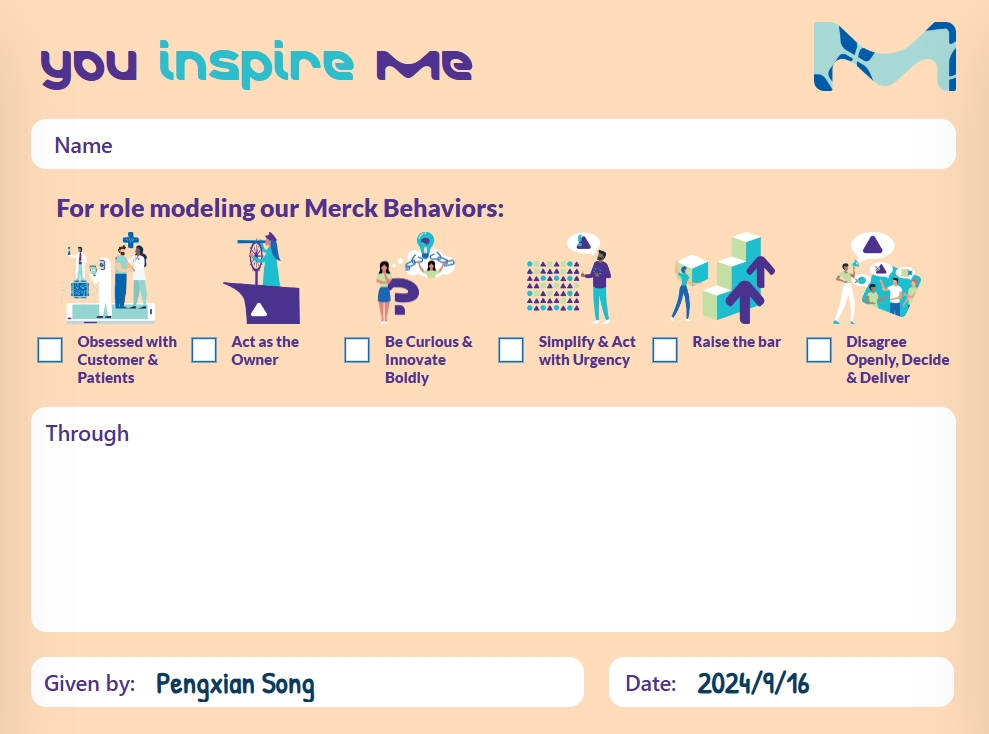 you inspire me
Name
For role modeling our Merck Behaviors:
Obsessed with
Customer &
Patients
Act as the
Owner
Be Curious &
Innovate
Boldly
Simplify & Act
with Urgency
Raise the bar
Disagree
Openly, Decide
& Deliver
Through
Given by: Pengxian Song
Date: 2024/9/16